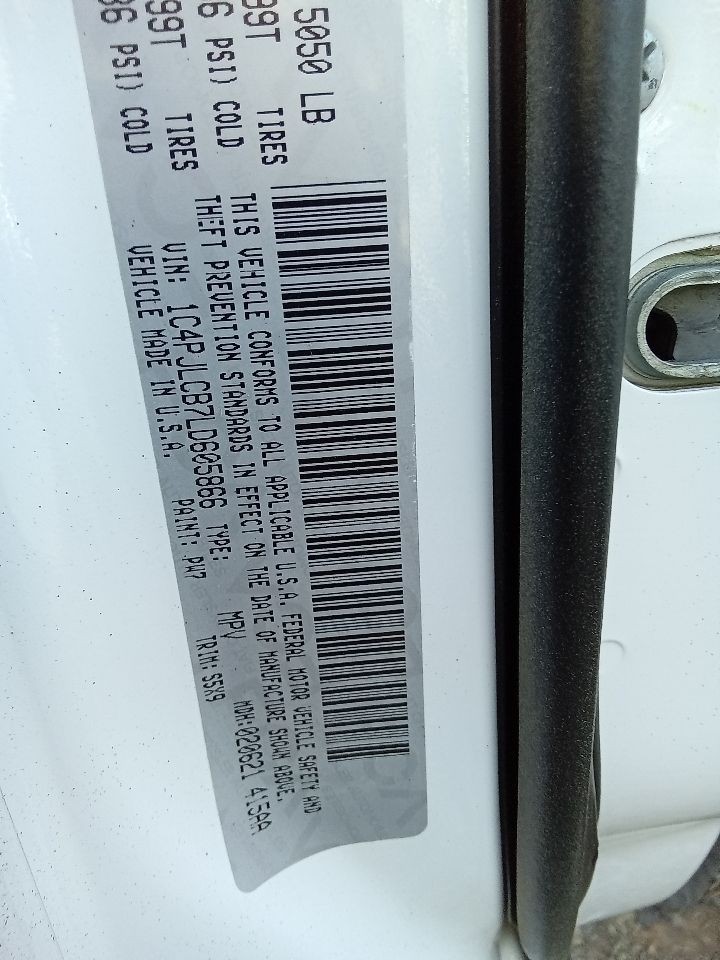 5050 LB
99T TIRES
6 PSI) COLD
99T TIRES
36 PSI) COLD
THIS VEHICLE CONFORMS TO ALL APPLICABLE U.S.A. FEDERAL MOTOR VEHICLE SAFETY AND
THEFT PREVENTION STANDARDS IN EFFECT ON THE DATE OF MANUFACTURE SHOWN ABOVE.
VIN: 1C4PJLCB7LD605866 TYPE: MPV MDH:020621 415AA
VEHICLE MADE IN U.S.A. PAINT: PW7 TRIM: S5X9